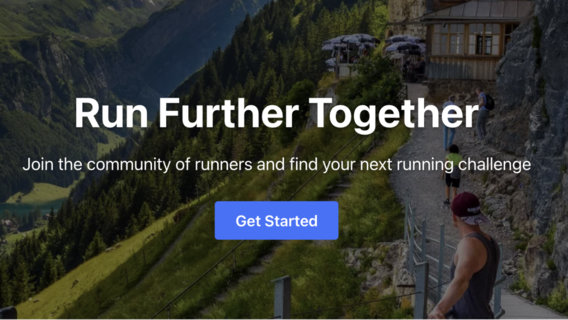 Run Further Together
Join the community of runners and find your next running challenge
Get Started